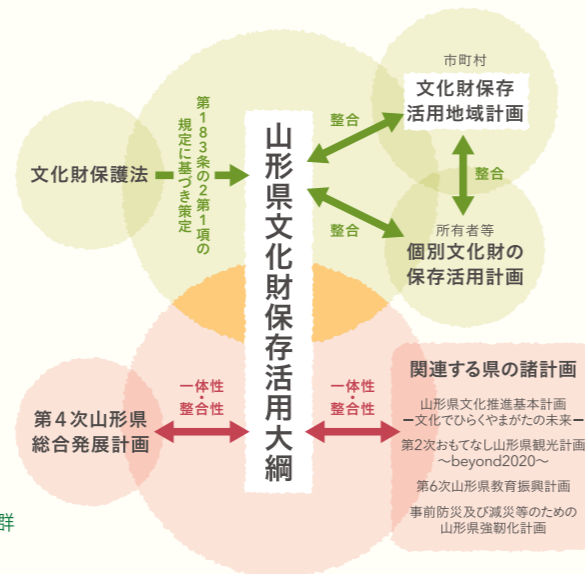 市町村
文化財保存
活用地域計画
整合
文化財保護法
第183条の2第1項の
規定に基づき策定
山形県文化財保存活用大綱
整合
整合
所有者等
個別文化財の
保存活用計画
第4次山形県
総合発展計画
一体性
・
整合性
一体性
・
整合性
関連する県の諸計画
山形県文化推進基本計画
ー文化でひらくやまがたの未来ー
第2次おもてなし山形県観光計画
〜beyond2020〜
第6次山形県教育振興計画
事前防災及び減災等のための
山形県強靭化計画
群